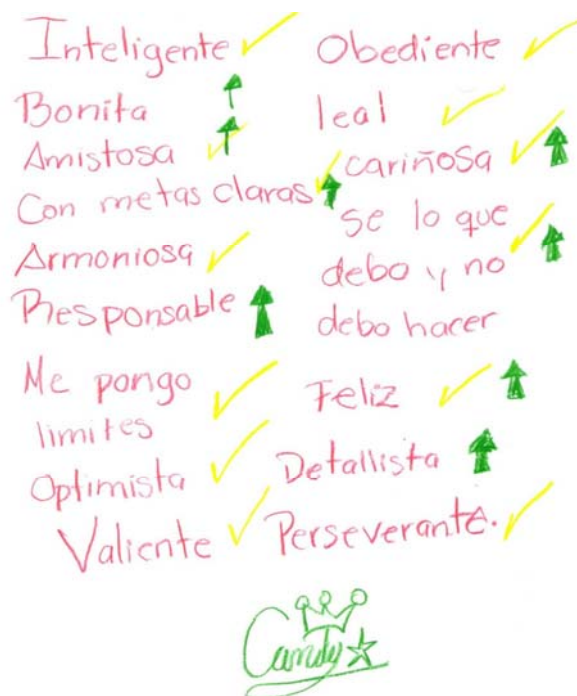 Inteligente
Bonita
Amistosa
Con metas claras
Armoniosa
Responsable
Me pongo
limites
Optimista
Valiente
Obediente
leal
cariñosa
se lo que
debo y no
debo hacer
Feliz
Detallista
Perseverante.
Candy